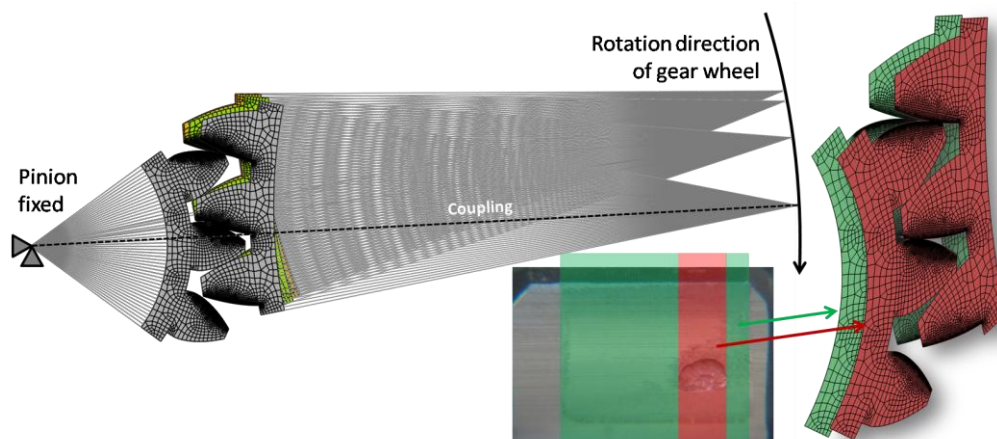 Rotation direction
of gear wheel
Pinion
fixed
Coupling